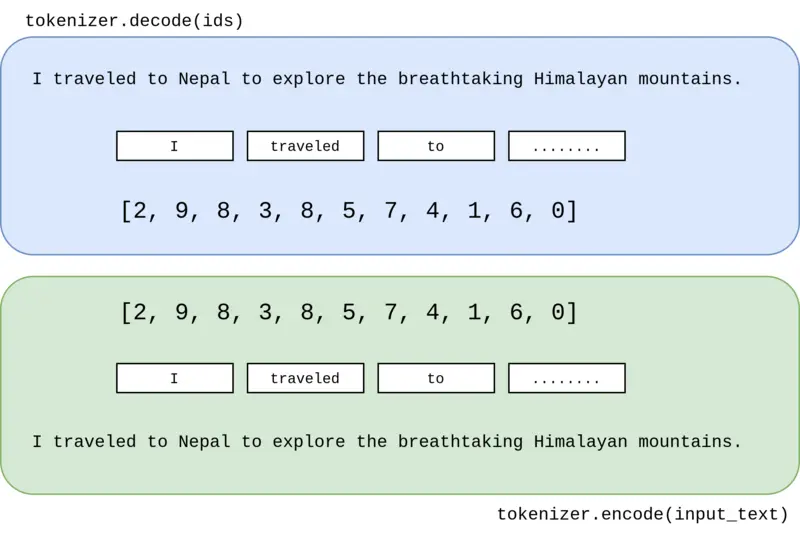 tokenizer.decode(ids)
I traveled to Nepal to explore the breathtaking Himalayan mountains.
I traveled to ........
[2, 9, 8, 3, 8, 5, 7, 4, 1, 6, 0]
[2, 9, 8, 3, 8, 5, 7, 4, 1, 6, 0]
I traveled to ........
I traveled to Nepal to explore the breathtaking Himalayan mountains.
tokenizer.encode(input_text)